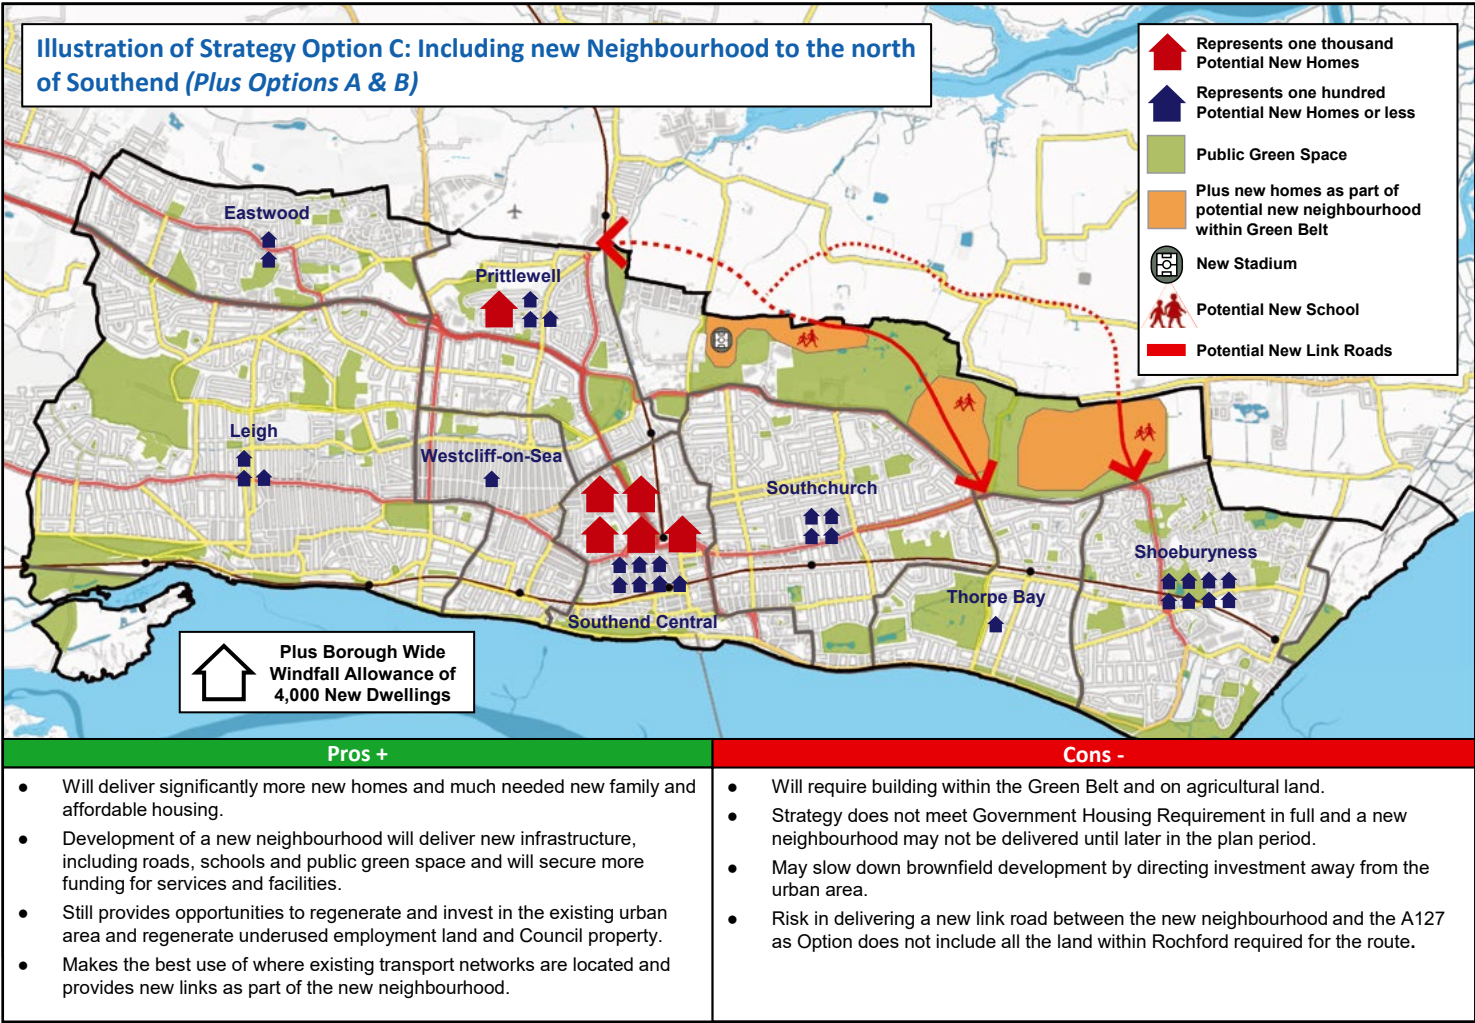 Illustration of Strategy Option C: Including new Neighbourhood to the north
of Southend (Plus Options A & B)
Represents one thousand
Potential New Homes
Represents one hundred
Potential New Homes or less
Public Green Space
Plus new homes as part of
potential new neighbourhood
within Green Belt
New Stadium
Potential New School
Potential New Link Roads
Eastwood
Prittlewell
Leigh
Westcliff-on-Sea
Southchurch
Shoeburyness
Thorpe Bay
Southend Central
Plus Borough Wide
Windfall Allowance of
4,000 New Dwellings
Pros +
● Will deliver significantly more new homes and much needed new family and
affordable housing.
● Development of a new neighbourhood will deliver new infrastructure,
including roads, schools and public green space and will secure more
funding for services and facilities.
● Still provides opportunities to regenerate and invest in the existing urban
area and regenerate underused employment land and Council property.
● Makes the best use of where existing transport networks are located and
provides new links as part of the new neighbourhood.
Cons -
● Will require building within the Green Belt and on agricultural land.
● Strategy does not meet Government Housing Requirement in full and a new
neighbourhood may not be delivered until later in the plan period.
● May slow down brownfield development by directing investment away from the
urban area.
● Risk in delivering a new link road between the new neighbourhood and the A127
as Option does not include all the land within Rochford required for the route.